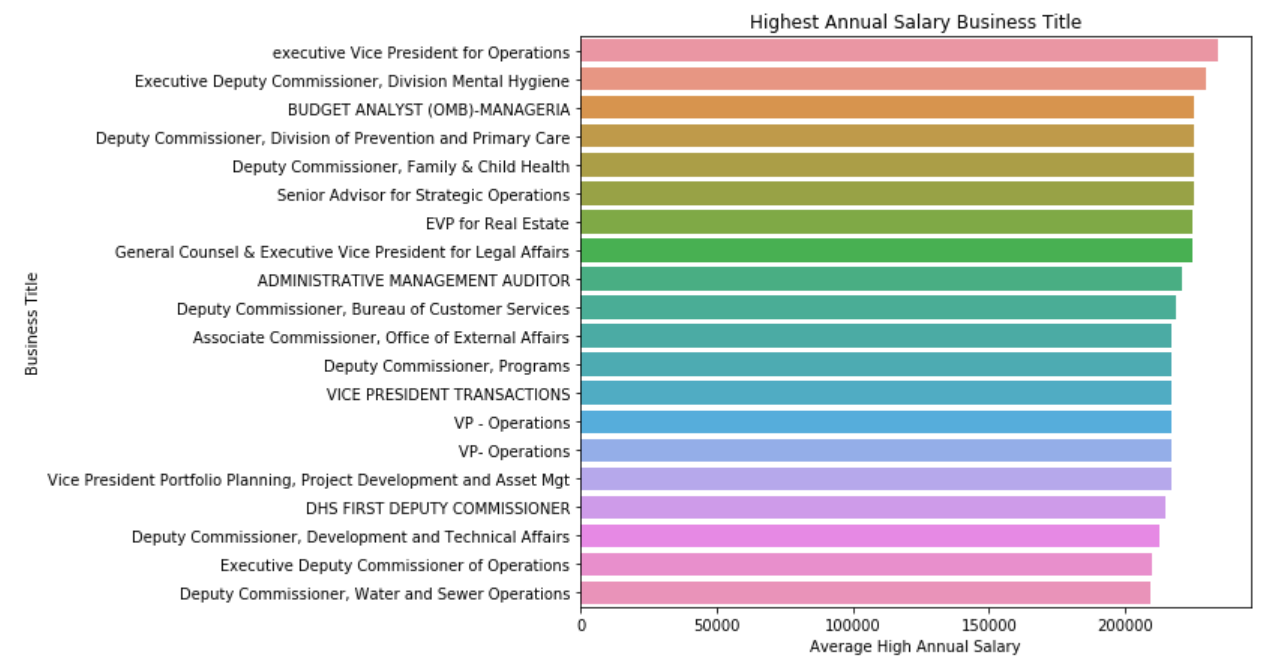 Highest Annual Salary Business Title
executive Vice President for Operations
Executive Deputy Commissioner, Division Mental Hygiene
BUDGET ANALYST (OMB)-MANAGERIA
Deputy Commissioner, Division of Prevention and Primary Care
Deputy Commissioner, Family & Child Health
Senior Advisor for Strategic Operations
EVP for Real Estate
General Counsel & Executive Vice President for Legal Affairs
ADMINISTRATIVE MANAGEMENT AUDITOR
Deputy Commissioner, Bureau of Customer Services
Associate Commissioner, Office of External Affairs
Deputy Commissioner, Programs
VICE PRESIDENT TRANSACTIONS
VP - Operations
VP- Operations
Vice President Portfolio Planning, Project Development and Asset Mgt
DHS FIRST DEPUTY COMMISSIONER
Deputy Commissioner, Development and Technical Affairs
Executive Deputy Commissioner of Operations
Deputy Commissioner, Water and Sewer Operations
Business Title
0 50000 100000 150000 200000
Average High Annual Salary